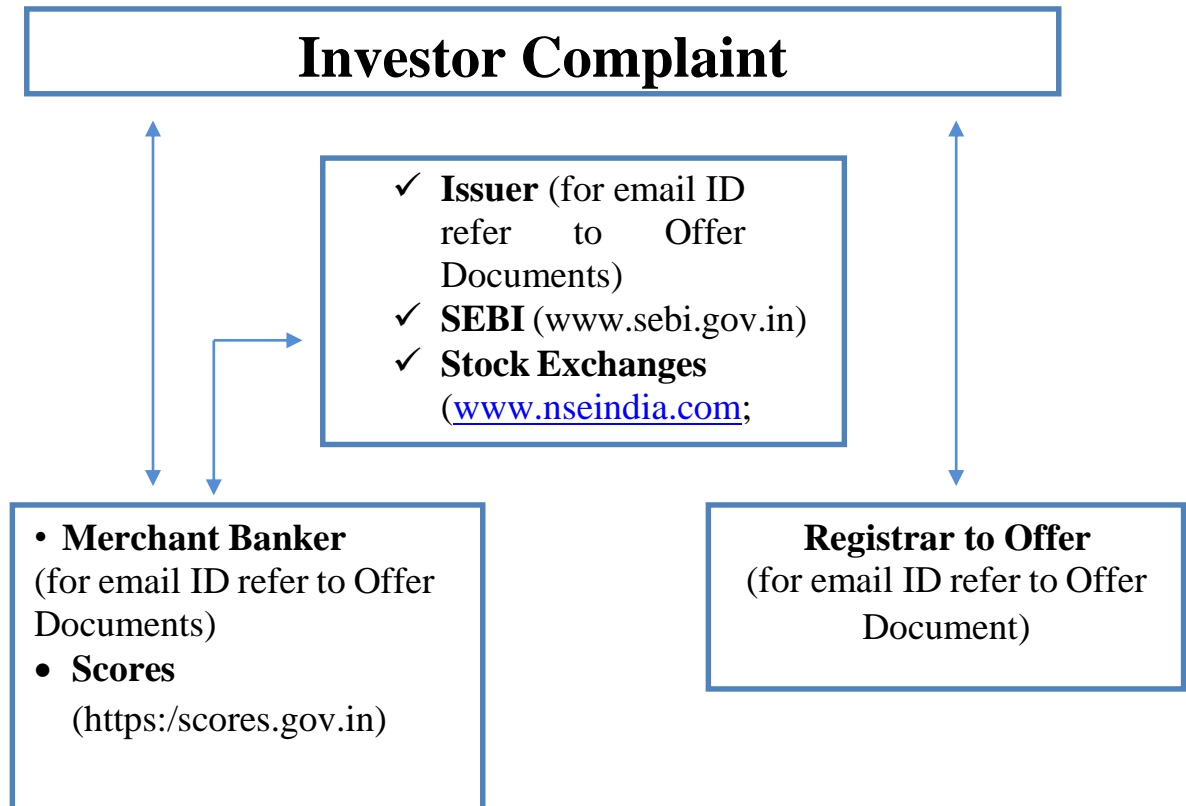 Investor Complaint
✓ Issuer (for email ID
refer to Offer
Documents)
✓ SEBI (www.sebi.gov.in)
✓ Stock Exchanges
(www.nseindia.com;
• Merchant Banker
(for email ID refer to Offer
Documents)
• Scores
(https:/scores.gov.in)
Registrar to Offer
(for email ID refer to Offer
Document)